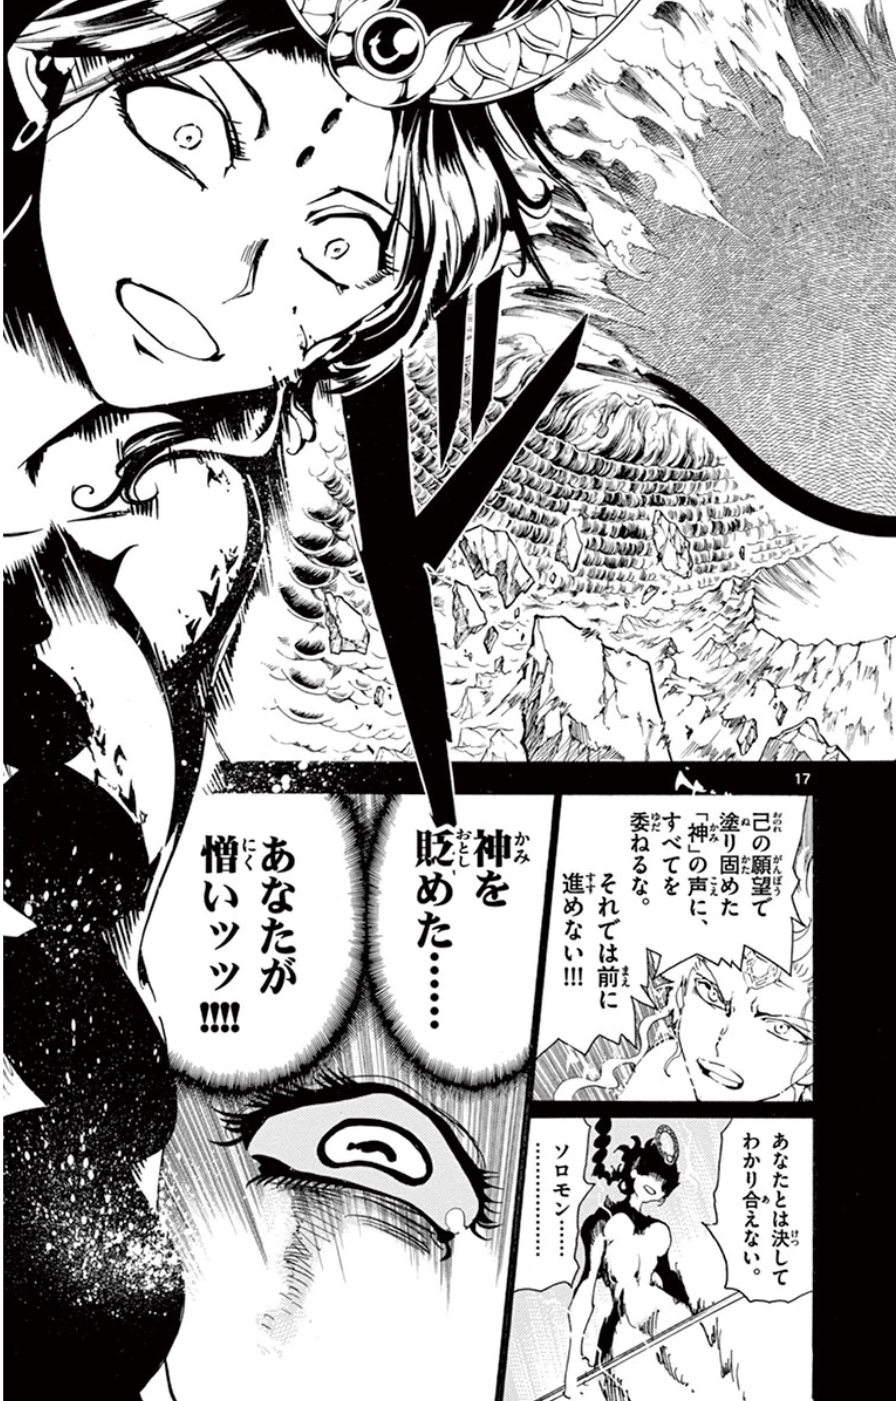 17
己の願望で
塗り固めた
「神」の声に、
すべてを
委ねるな。
それでは前に
進めない!!!
あなたとは決して
わかり合えない。
ソロモン…………
神を
貶めた……
あなたが
憎いッッ!!!!
ド